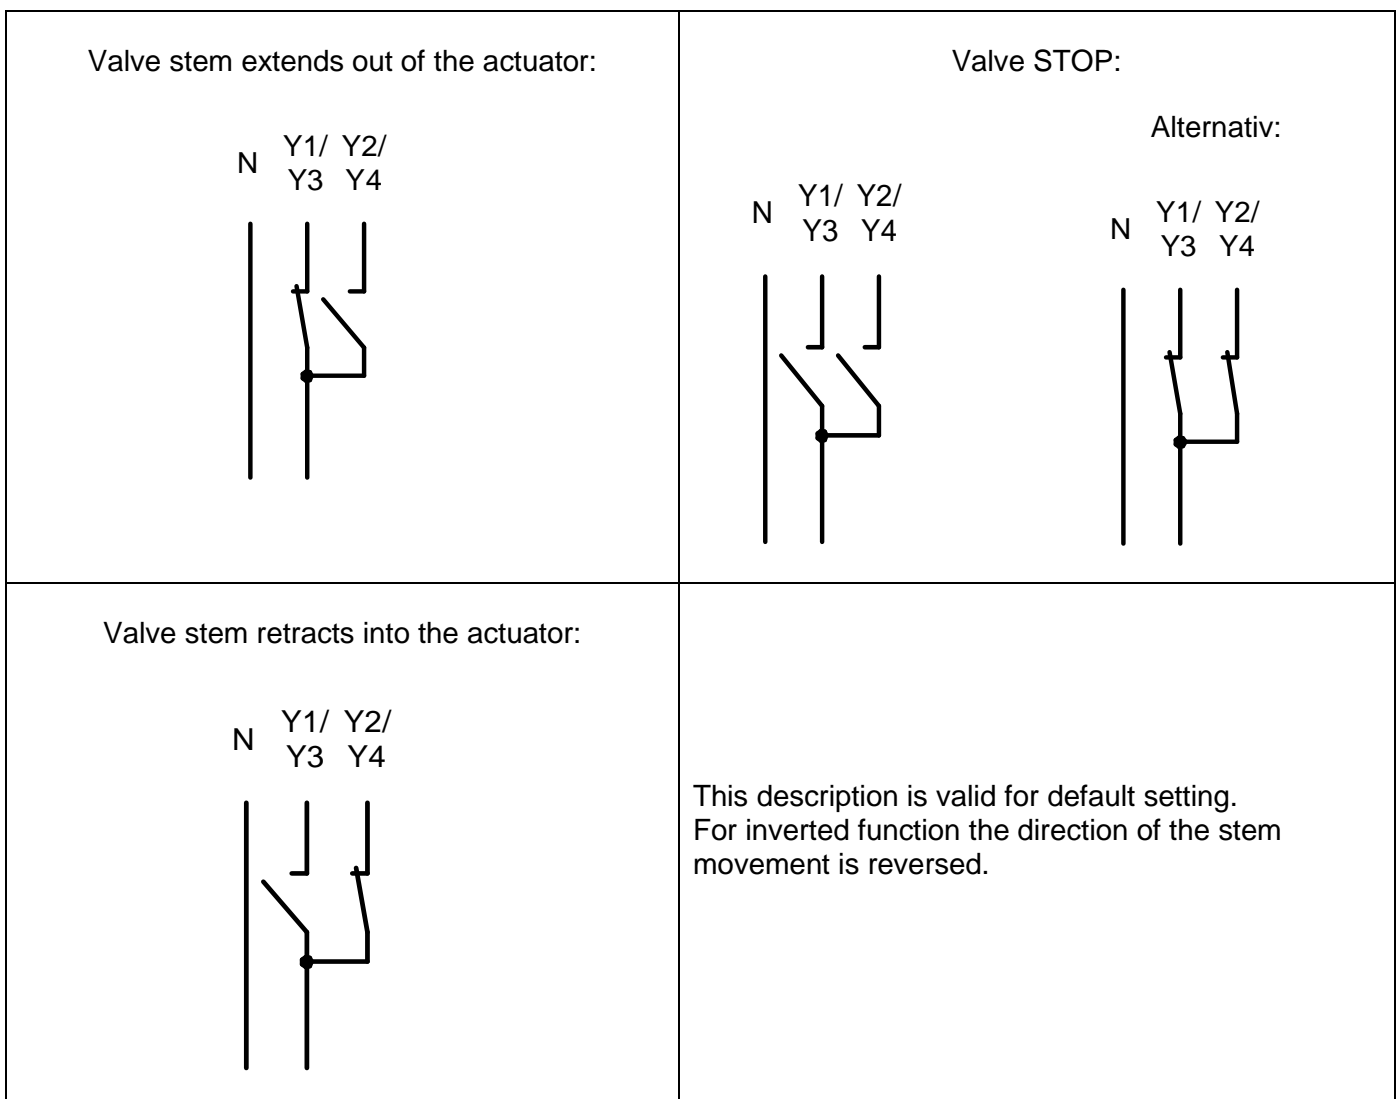 Valve stem extends out of the actuator:
N Y1/ Y2/
Y3 Y4
Valve STOP:
Alternativ:
N Y1/ Y2/
Y3 Y4
N Y1/ Y2/
Y3 Y4
Valve stem retracts into the actuator:
N Y1/ Y2/
Y3 Y4
This description is valid for default setting.
For inverted function the direction of the stem
movement is reversed.